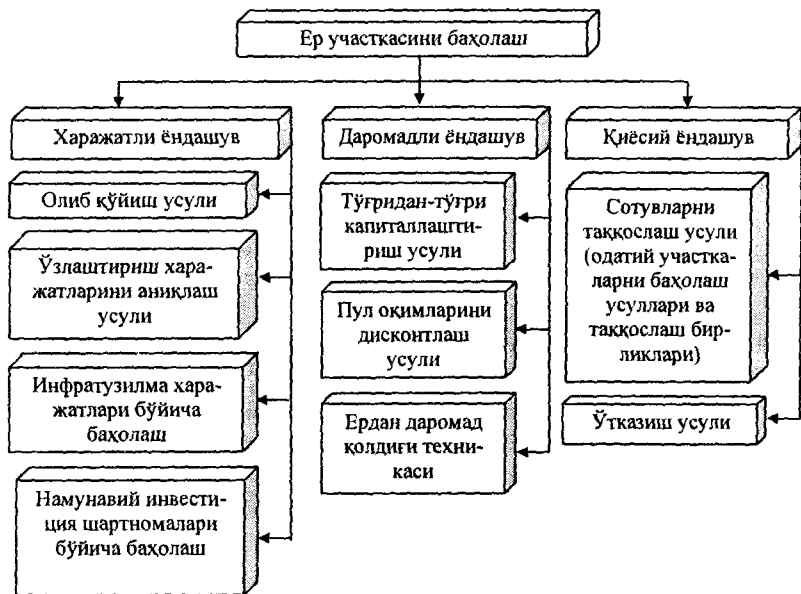 Ер участкасини баҳолаш
Харажатли ёндашув
Даромадли ёндашув
Қиёсий ёндашув
Олиб қўйиш усули
Ўзлаштириш хара-
жатларини аниқлаш
усули
Инфратузилма хара-
жатлари бўйича
баҳолаш
Намунавий инвести-
ция шартномалари
бўйича баҳолаш
Тўғридан-тўғри
капиталлашти-
риш усули
Пул оқимларини
дисконтлаш
усули
Ердан даромад
қолдиғи техни-
каси
Сотувларни
таққослаш усули
(одатий участка-
ларни баҳолаш
усуллари ва
таққослаш бир-
ликлари)
Ўтказиш усули